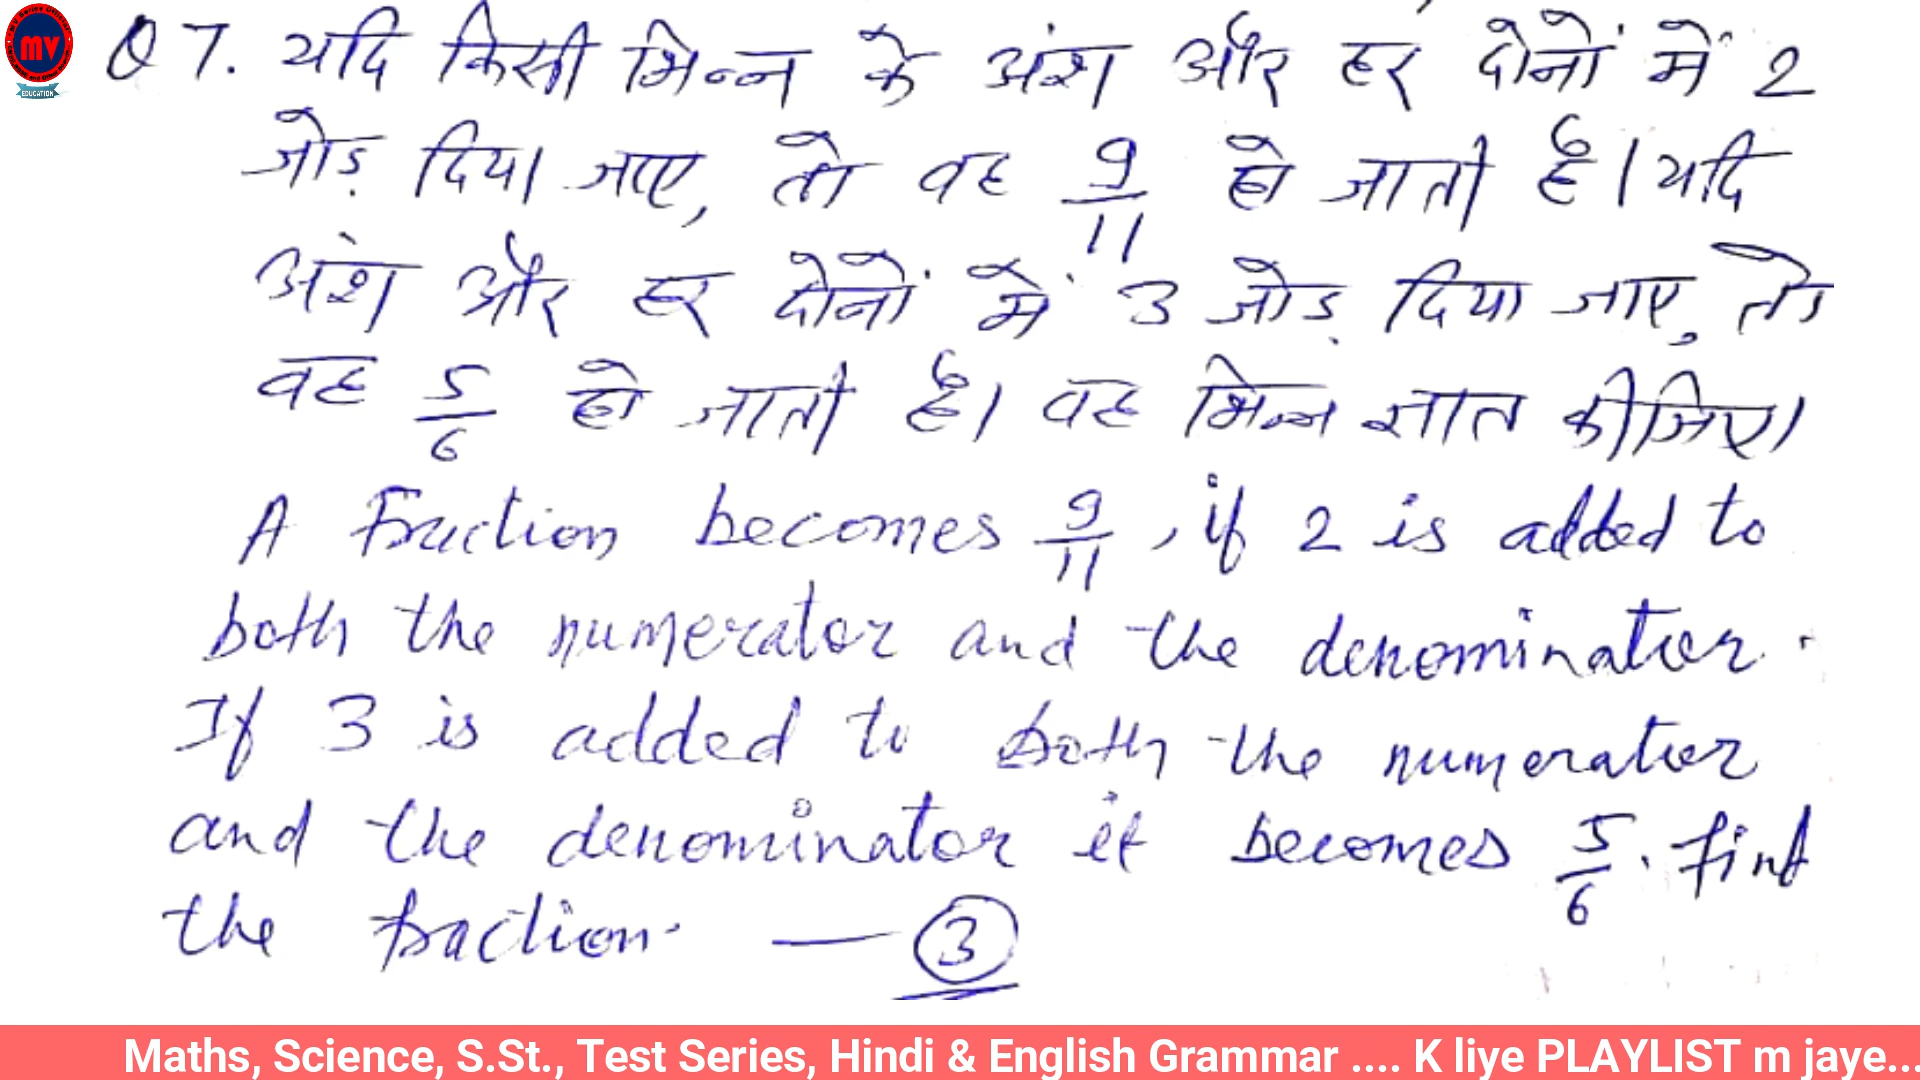 mv
EDUCATION
Q 7. यदि किसी भिन्न के अंश और हर दोनों में 2
जोड़ दिया जाए, तो वह 9/11 हो जाती है। यदि
अंश और हर दोनों में 3 जोड़ दिया जाए, तो
वह 5/6 हो जाती है। वह भिन्न ज्ञात कीजिए।
A Fraction becomes 9/11, if 2 is added to
both the numerator and the denominator.
If 3 is added to both the numerator
and the denominator it becomes 5/6. find
the fraction. — 3
Maths, Science, S.St., Test Series, Hindi & English Grammar .... K liye PLAYLIST m jaye...